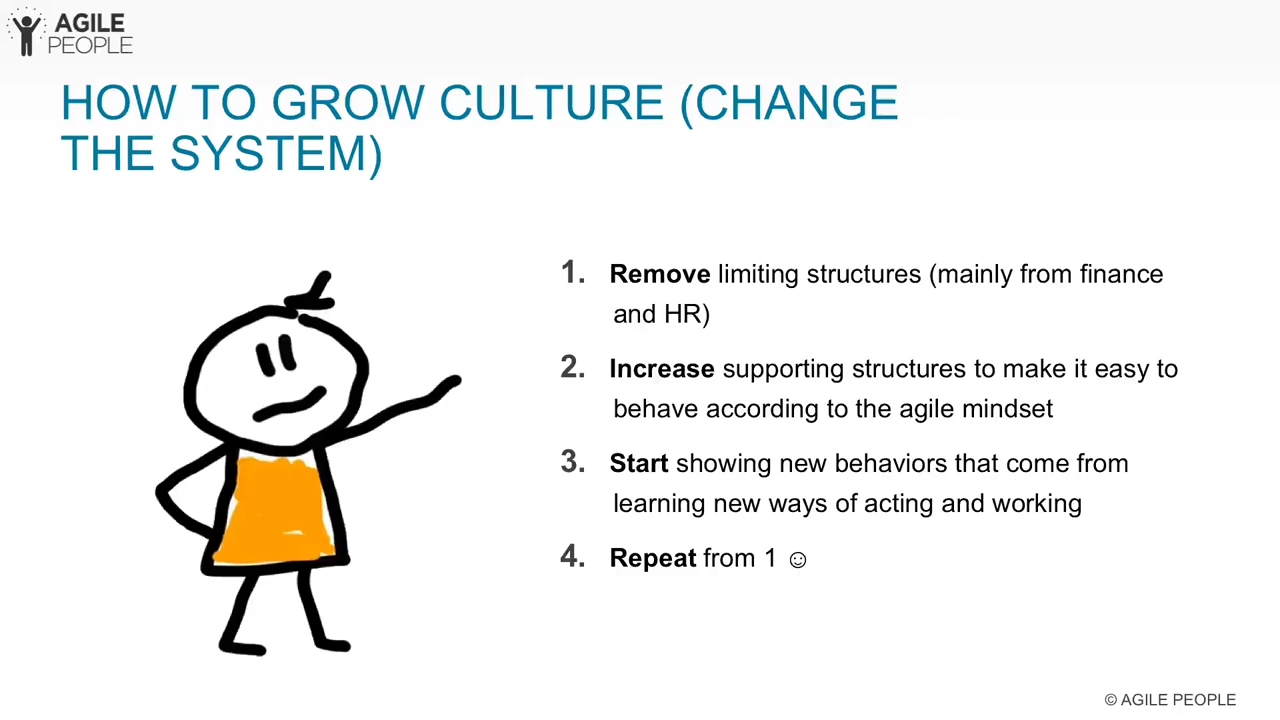 AGILE
PEOPLE
HOW TO GROW CULTURE (CHANGE
THE SYSTEM)
1. Remove limiting structures (mainly from finance
and HR)
2. Increase supporting structures to make it easy to
behave according to the agile mindset
3. Start showing new behaviors that come from
learning new ways of acting and working
4. Repeat from 1 ☺
© AGILE PEOPLE